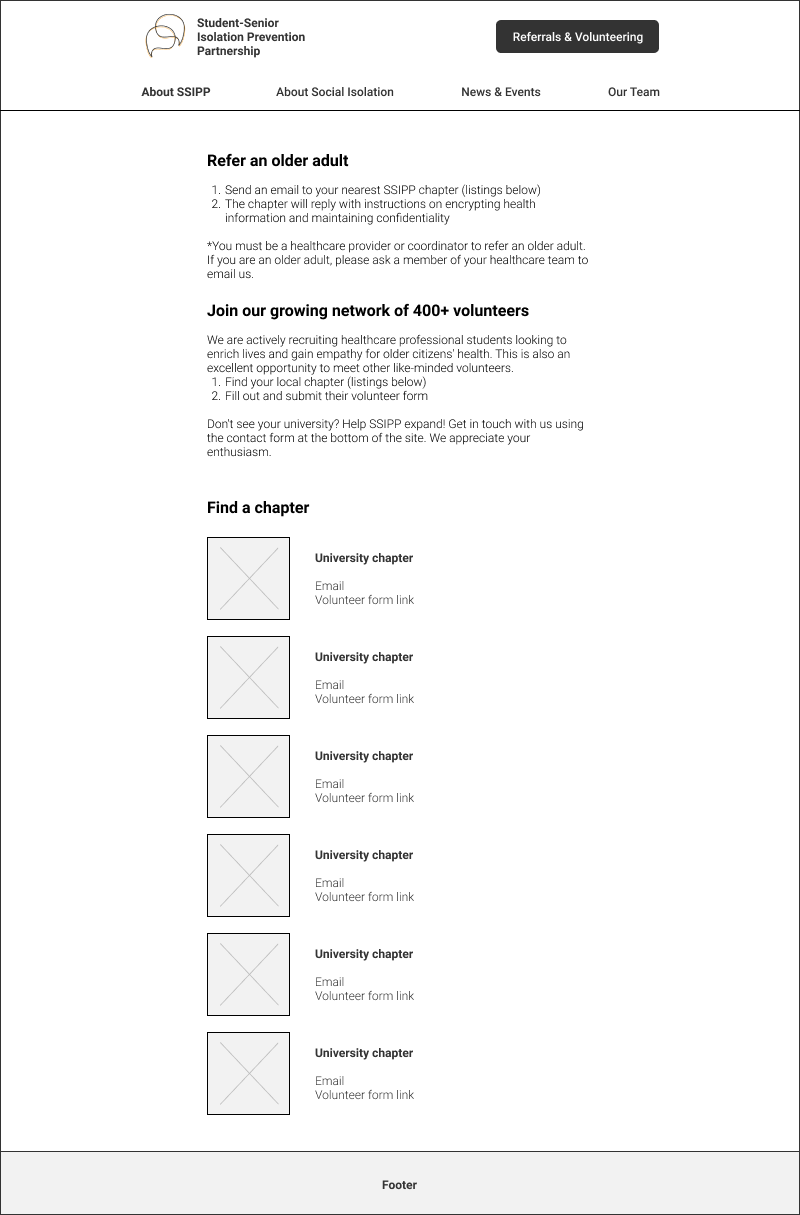 Student-Senior
Isolation Prevention
Partnership
Referrals & Volunteering
About SSIPP
About Social Isolation
News & Events
Our Team
Refer an older adult
1. Send an email to your nearest SSIPP chapter (listings below)
2. The chapter will reply with instructions on encrypting health
information and maintaining confidentiality
*You must be a healthcare provider or coordinator to refer an older adult.
If you are an older adult, please ask a member of your healthcare team to
email us.
Join our growing network of 400+ volunteers
We are actively recruiting healthcare professional students looking to
enrich lives and gain empathy for older citizens' health. This is also an
excellent opportunity to meet other like-minded volunteers.
1. Find your local chapter (listings below)
2. Fill out and submit their volunteer form
Don't see your university? Help SSIPP expand! Get in touch with us using
the contact form at the bottom of the site. We appreciate your
enthusiasm.
Find a chapter
University chapter
Email
Volunteer form link
University chapter
Email
Volunteer form link
University chapter
Email
Volunteer form link
University chapter
Email
Volunteer form link
University chapter
Email
Volunteer form link
University chapter
Email
Volunteer form link
Footer